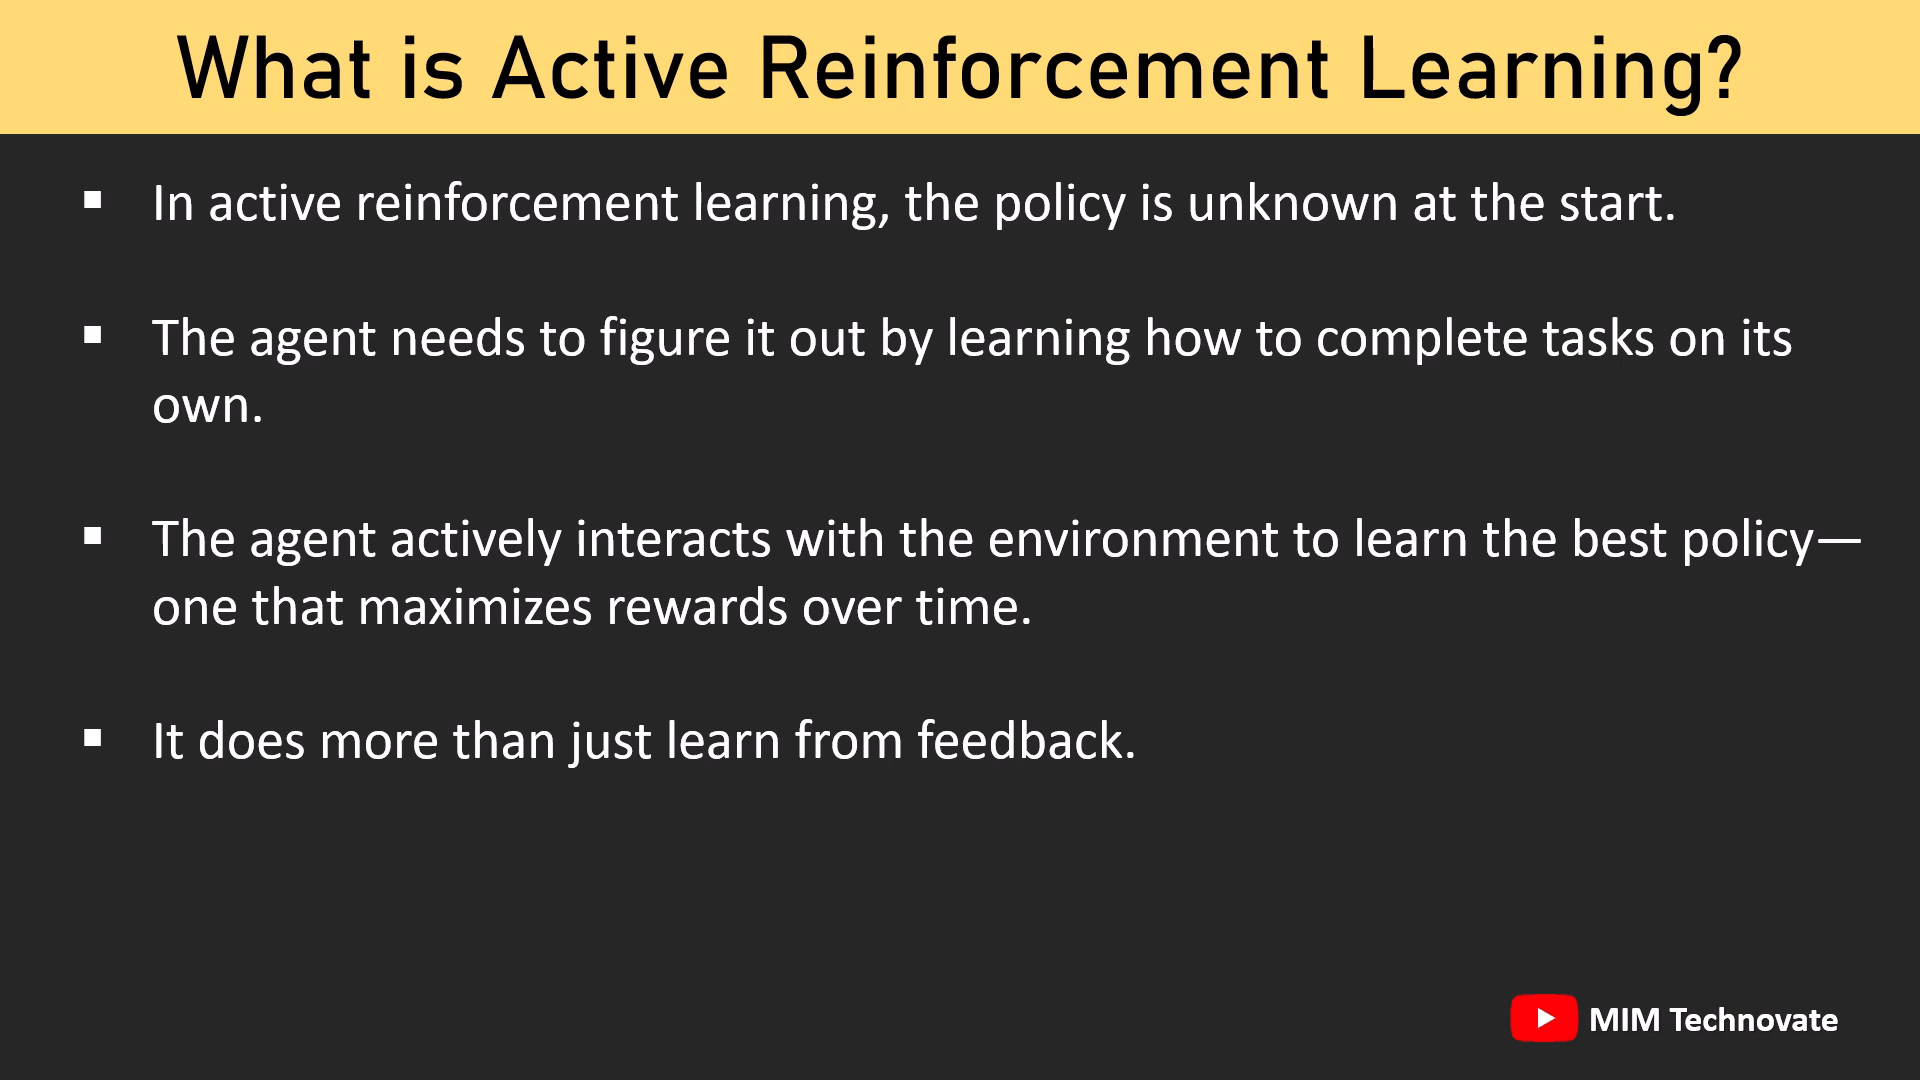 What is Active Reinforcement Learning?
▪ In active reinforcement learning, the policy is unknown at the start.
▪ The agent needs to figure it out by learning how to complete tasks on its
own.
▪ The agent actively interacts with the environment to learn the best policy—
one that maximizes rewards over time.
▪ It does more than just learn from feedback.
MIM Technovate